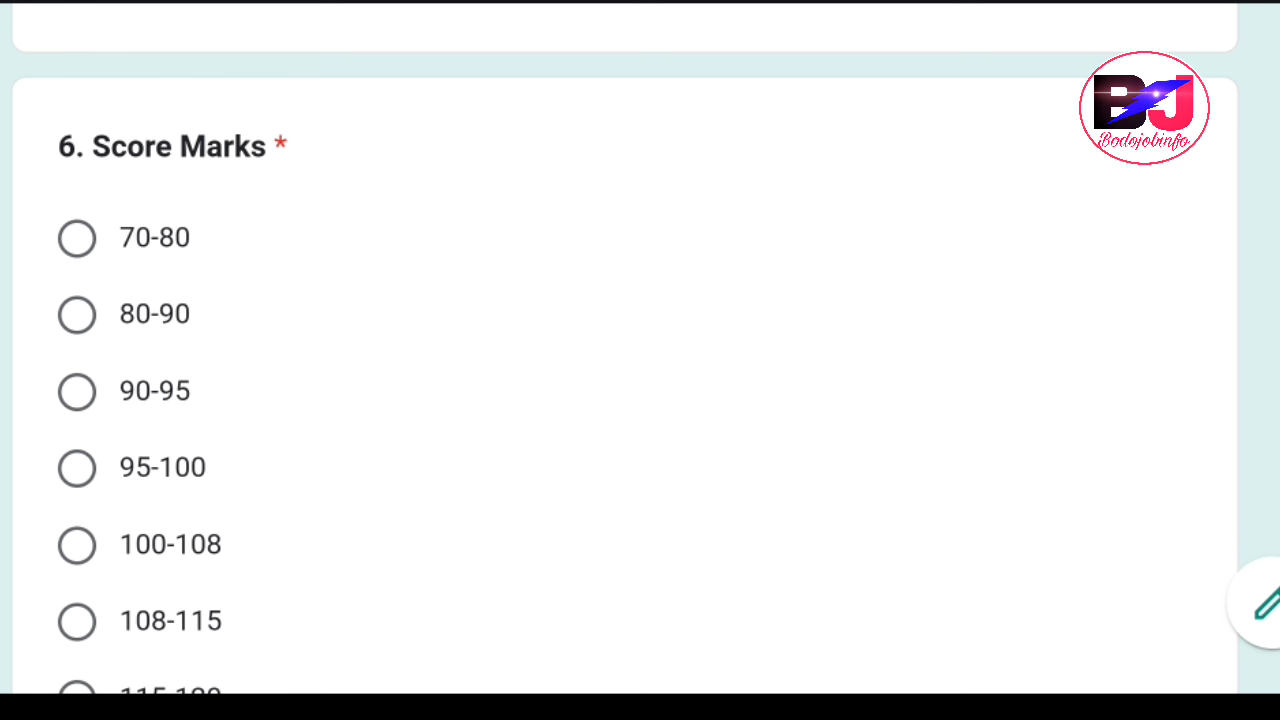 BJ
Bodojobinfo
6. Score Marks *
70-80
80-90
90-95
95-100
100-108
108-115